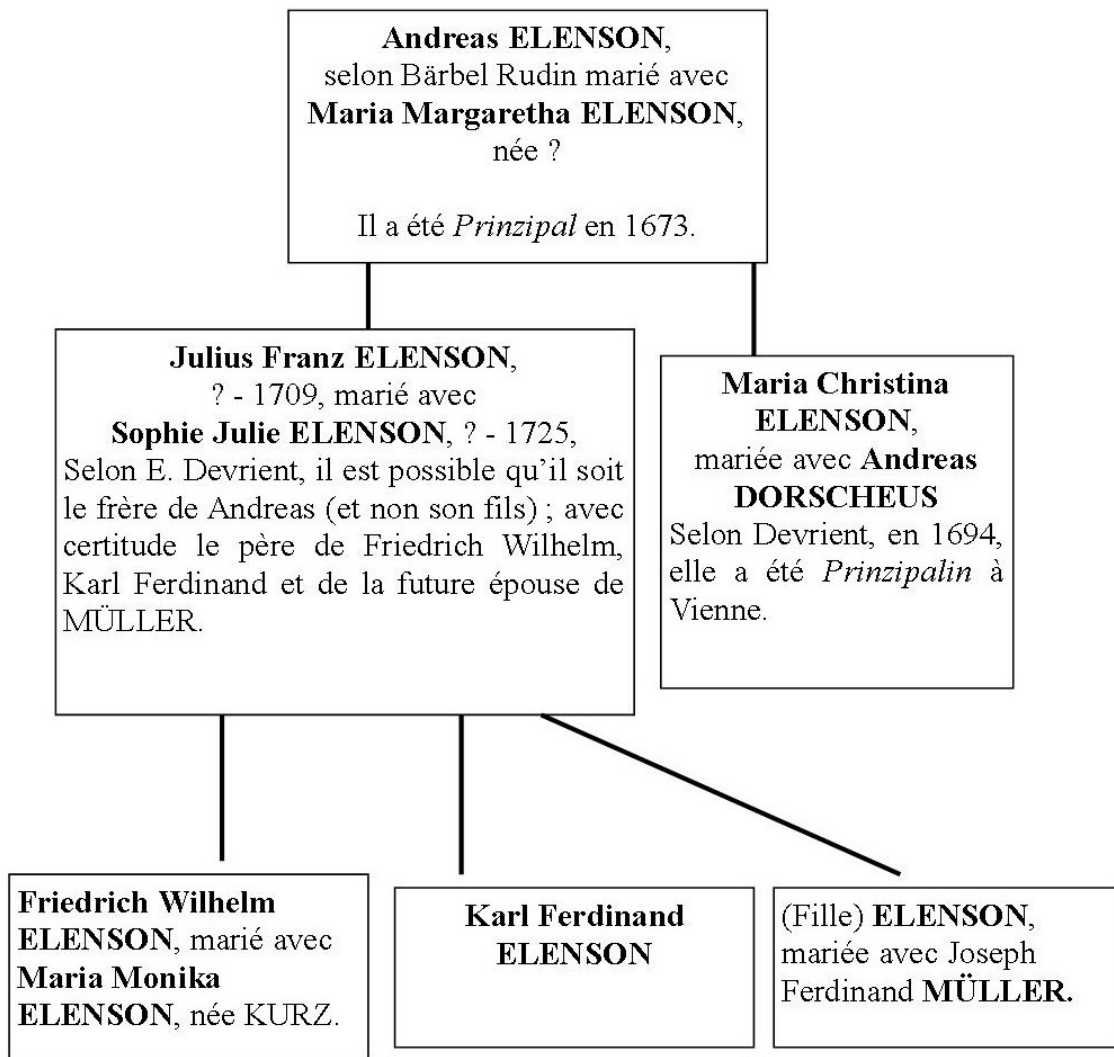 Andreas ELENSON,
selon Bärbel Rudin marié avec
Maria Margaretha ELENSON,
née ?
Il a été Prinzipal en 1673.
Julius Franz ELENSON,
? - 1709, marié avec
Sophie Julie ELENSON, ? - 1725,
Selon E. Devrient, il est possible qu’il soit
le frère de Andreas (et non son fils) ; avec
certitude le père de Friedrich Wilhelm,
Karl Ferdinand et de la future épouse de
MÜLLER.
Maria Christina
ELENSON,
mariée avec Andreas
DORSCHEUS
Selon Devrient, en 1694,
elle a été Prinzipalin à
Vienne.
Friedrich Wilhelm
ELENSON, marié avec
Maria Monika
ELENSON, née KURZ.
Karl Ferdinand
ELENSON
(Fille) ELENSON,
mariée avec Joseph
Ferdinand MÜLLER.